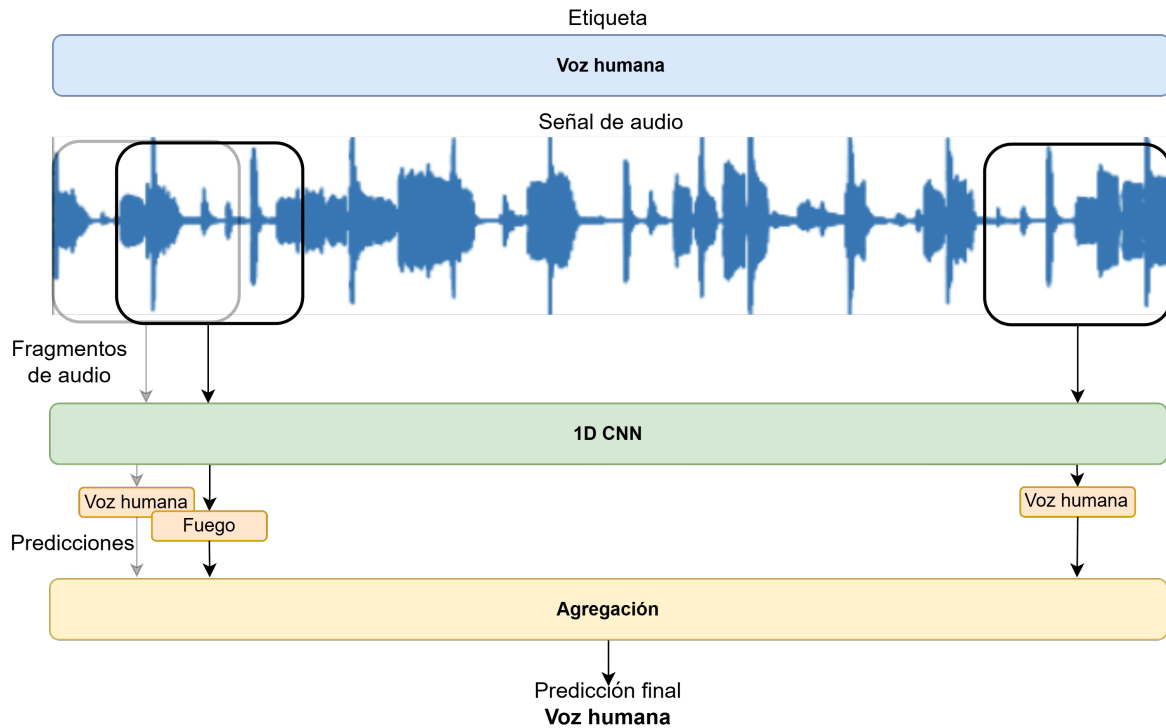 Etiqueta
Voz humana
Señal de audio
Fragmentos
de audio
1D CNN
Voz humana
Voz humana
Fuego
Predicciones
Agregación
Predicción final
Voz humana